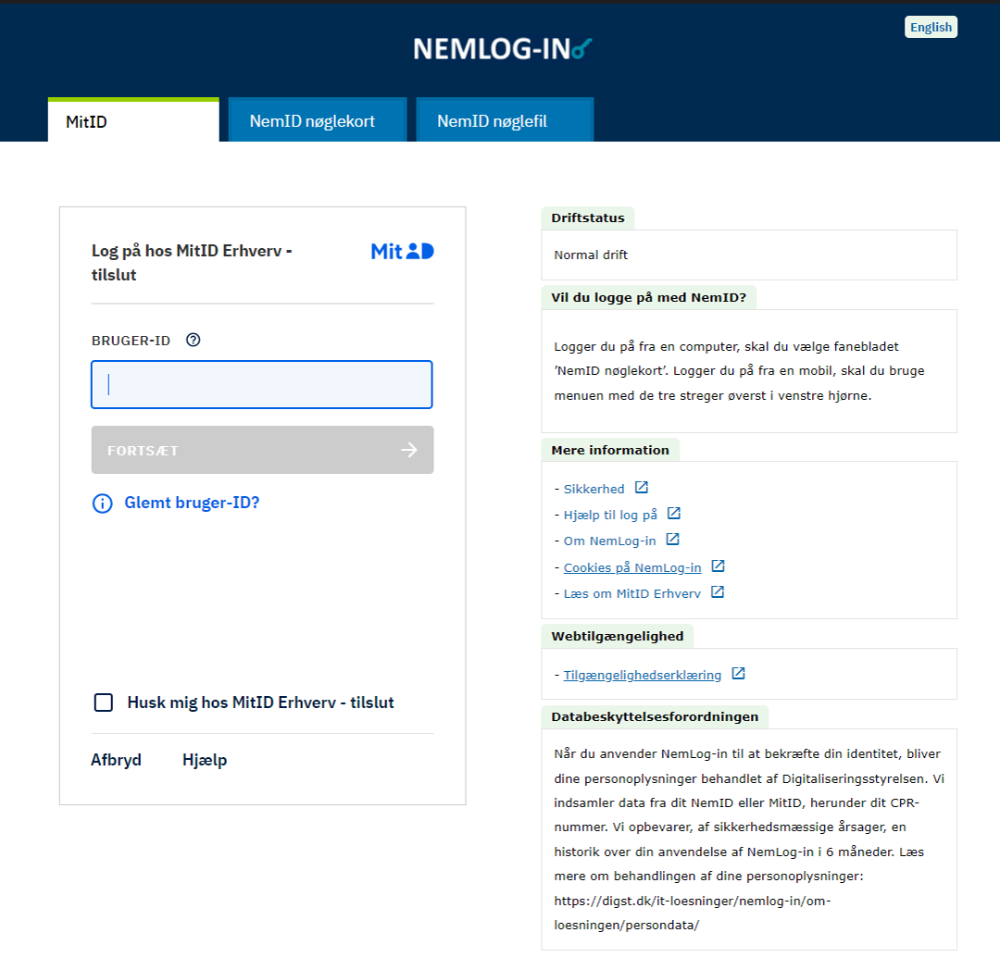 English
NEMLOG-IN
MitID
NemID nøglekort
NemID nøglefil
Log på hos MitID Erhverv -
tilslut
Mit D
BRUGER-ID ?
FORTSÆT
Glemt bruger-ID?
Husk mig hos MitID Erhverv - tilslut
Afbryd
Hjælp
Driftstatus
Normal drift
Vil du logge på med NemID?
Logger du på fra en computer, skal du vælge fanebladet
’NemID nøglekort’. Logger du på fra en mobil, skal du bruge
menuen med de tre streger øverst i venstre hjørne.
Mere information
- Sikkerhed
- Hjælp til log på
- Om NemLog-in
- Cookies på NemLog-in
- Læs om MitID Erhverv
Webtilgængelighed
- Tilgængelighedserklæring
Databeskyttelsesforordningen
Når du anvender NemLog-in til at bekræfte din identitet, bliver
dine personoplysninger behandlet af Digitaliseringsstyrelsen. Vi
indsamler data fra dit NemID eller MitID, herunder dit CPR-
nummer. Vi opbevarer, af sikkerhedsmæssige årsager, en
historik over din anvendelse af NemLog-in i 6 måneder. Læs
mere om behandlingen af dine personoplysninger:
https://digst.dk/it-loesninger/nemlog-in/om-
loesningen/persondata/